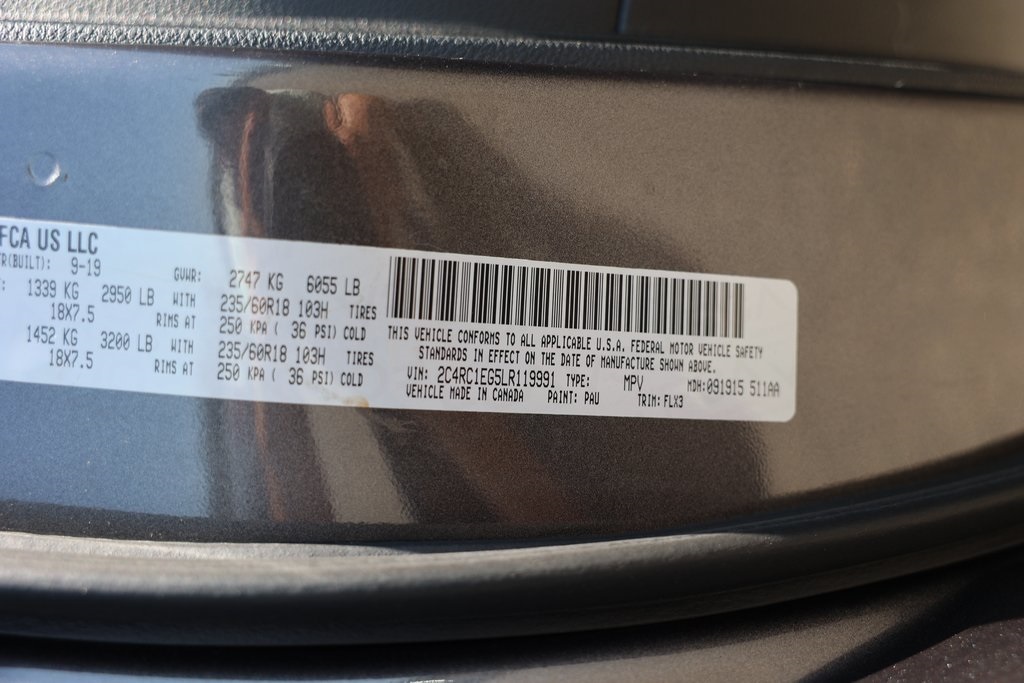 FCA US LLC
(BUILT): 9-19 GVWR: 2747 KG 6055 LB
1339 KG 2950 LB WITH 235/60R18 103H TIRES
18X7.5 RIMS AT 250 KPA ( 36 PSI) COLD
1452 KG 3200 LB WITH 235/60R18 103H TIRES
18X7.5 RIMS AT 250 KPA ( 36 PSI) COLD
THIS VEHICLE CONFORMS TO ALL APPLICABLE U.S.A. FEDERAL MOTOR VEHICLE SAFETY
STANDARDS IN EFFECT ON THE DATE OF MANUFACTURE SHOWN ABOVE.
VIN: 2C4RC1EG5LR119991 TYPE: MPV MDH: 091915 511AA
VEHICLE MADE IN CANADA PAINT: PAU TRIM: FLX3